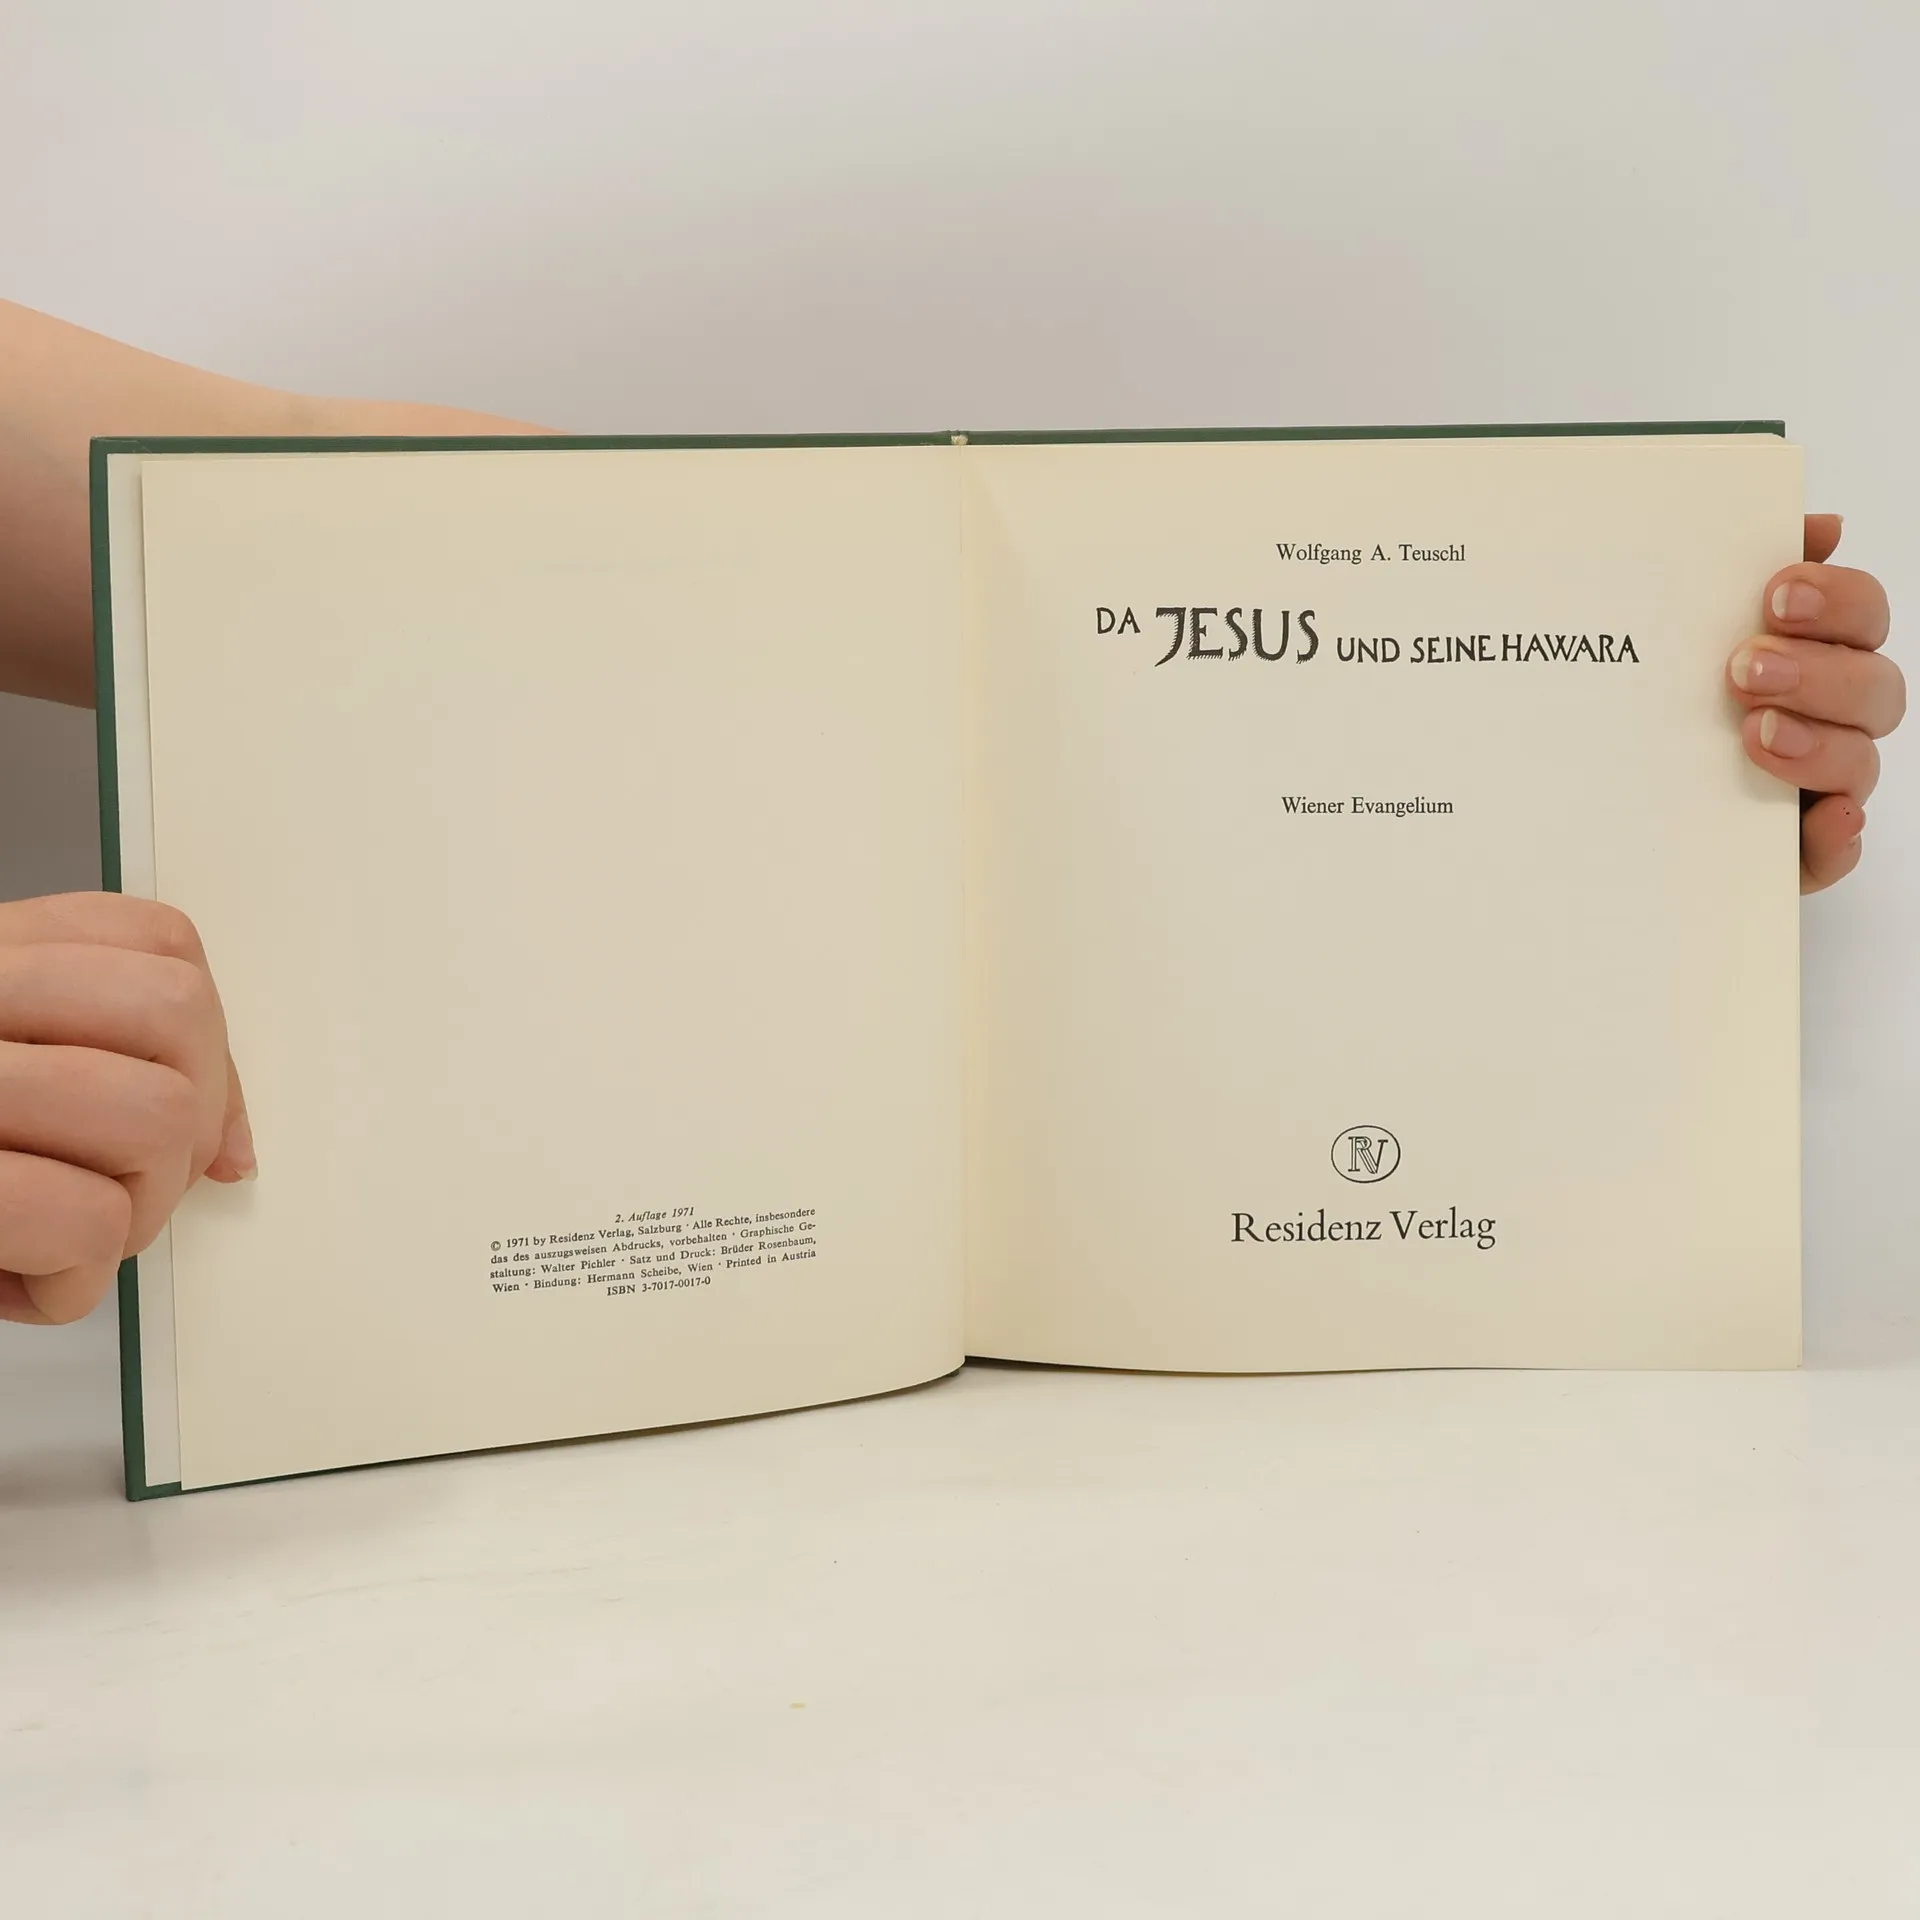 2. Auflage 1971
© 1971 by Residenz Verlag, Salzburg · Alle Rechte, insbesondere
das des auszugsweisen Abdrucks, vorbehalten · Graphische Ge-
staltung: Walter Pichler · Satz und Druck: Brüder Rosenbaum,
Wien · Bindung: Hermann Scheibe, Wien · Printed in Austria
ISBN 3-7017-0017-0
Wolfgang A. Teuschl
DA JESUS UND SEINE HAWARA
Wiener Evangelium
RV
Residenz Verlag